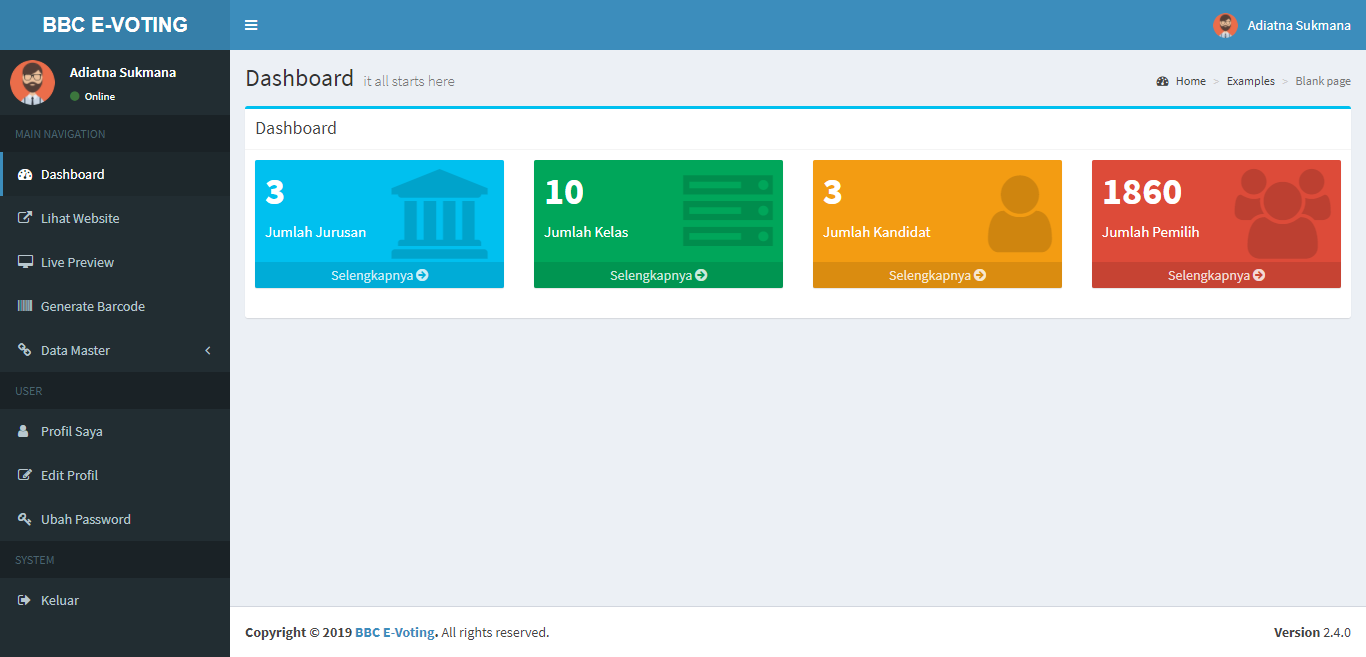 BBC E-VOTING
Adiatna Sukmana
Adiatna Sukmana
Online
MAIN NAVIGATION
Dashboard
Lihat Website
Live Preview
Generate Barcode
Data Master
USER
Profil Saya
Edit Profil
Ubah Password
SYSTEM
Keluar
Dashboard it all starts here
Home > Examples > Blank page
Dashboard
3
Jumlah Jurusan
Selengkapnya
10
Jumlah Kelas
Selengkapnya
3
Jumlah Kandidat
Selengkapnya
1860
Jumlah Pemilih
Selengkapnya
Copyright © 2019 BBC E-Voting. All rights reserved.
Version 2.4.0